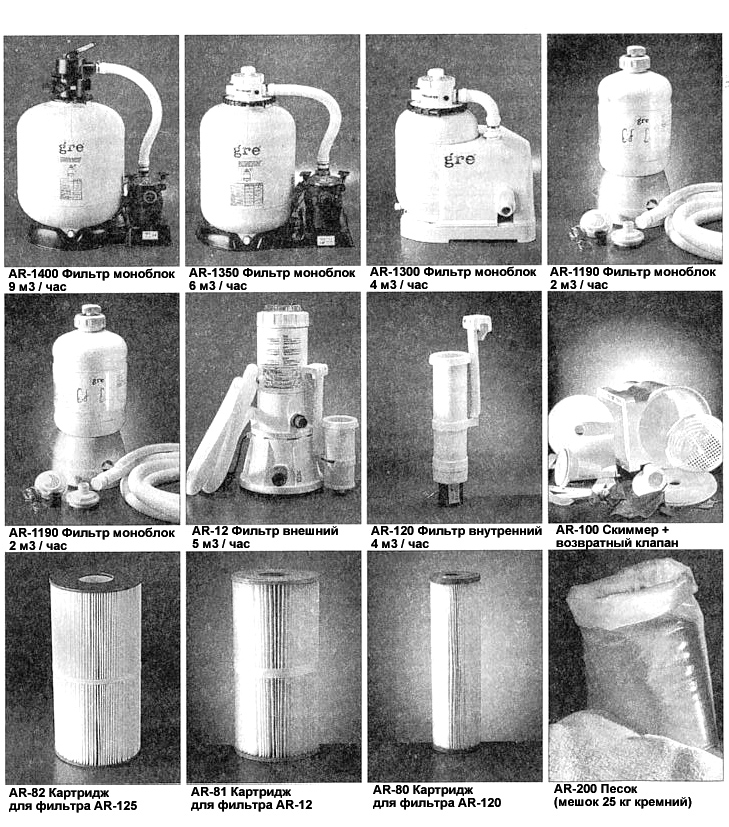 gre
gre
gre
gre
AR-1400 Фильтр моноблок
9 м3 / час
AR-1350 Фильтр моноблок
6 м3 / час
AR-1300 Фильтр моноблок
4 м3 / час
AR-1190 Фильтр моноблок
2 м3 / час
gre
AR-1190 Фильтр моноблок
2 м3 / час
AR-12 Фильтр внешний
5 м3 / час
AR-120 Фильтр внутренний
4 м3 / час
AR-100 Скиммер +
возвратный клапан
AR-82 Картридж
для фильтра AR-125
AR-81 Картридж
для фильтра AR-12
AR-80 Картридж
для фильтра AR-120
AR-200 Песок
(мешок 25 кг кремний)